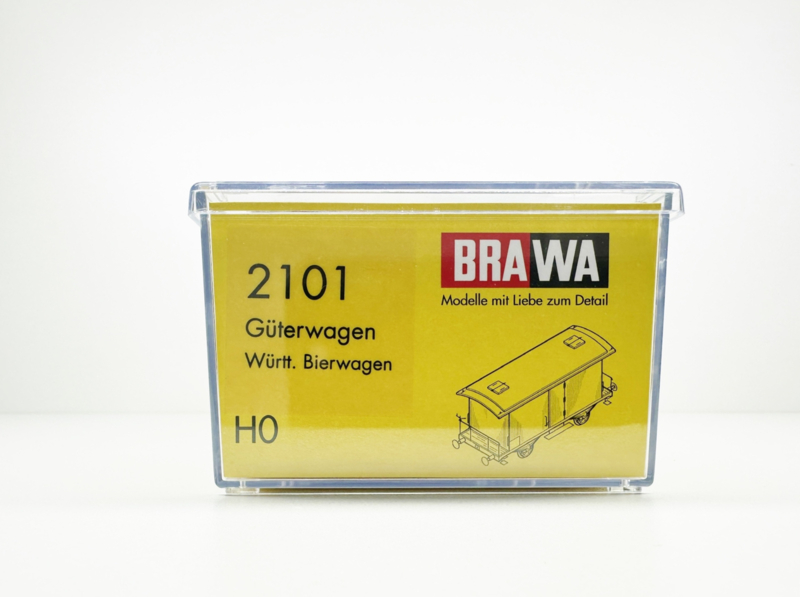 2101
Güterwagen
Württ. Bierwagen
H0
BRAWA
Modelle mit Liebe zum Detail